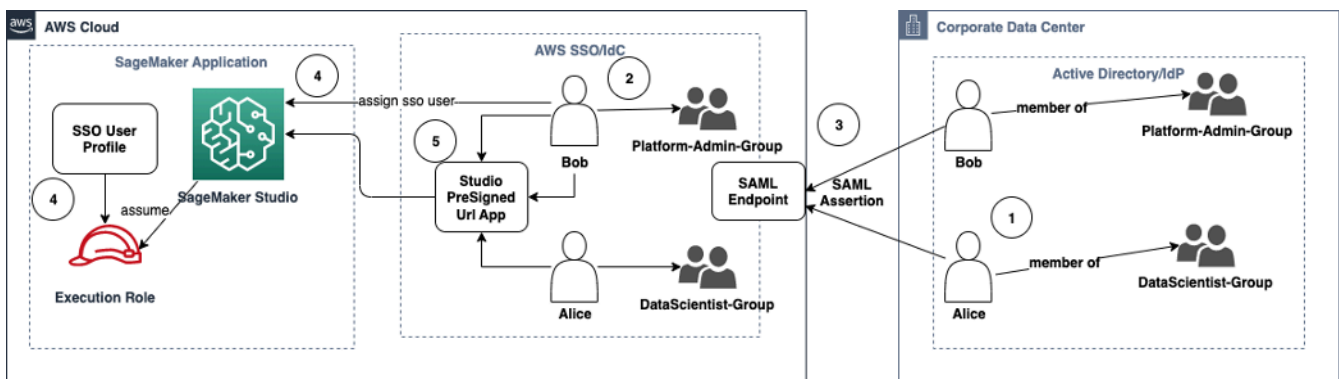 aws
AWS Cloud
SageMaker Application
4
SSO User
Profile
SageMaker Studio
4
assume
Execution Role
AWS SSO/IdC
assign sso user
2
Bob
Platform-Admin-Group
5
Studio
PreSigned
Url App
Alice
DataScientist-Group
SAML
Endpoint
3
SAML
Assertion
Corporate Data Center
Active Directory/IdP
member of
Bob
Platform-Admin-Group
1
member of
Alice
DataScientist-Group